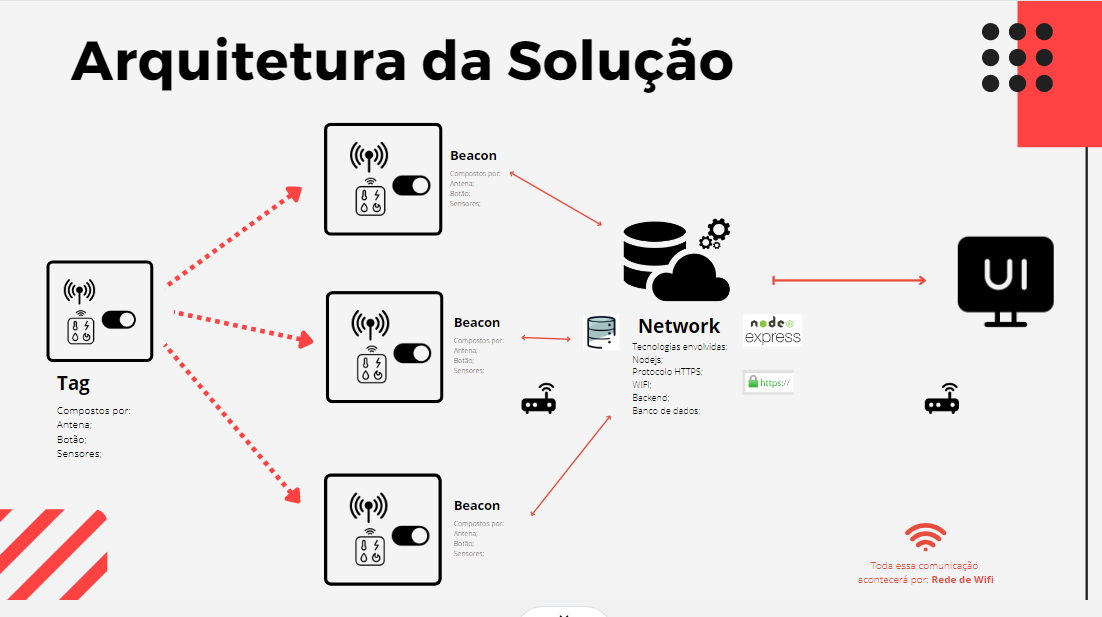 Arquitetura da Solução
Beacon
Compostos por:
Antena;
Botão;
Sensores;
Tag
Compostos por:
Antena;
Botão;
Sensores;
Beacon
Compostos por:
Antena;
Botão;
Sensores;
Beacon
Compostos por:
Antena;
Botão;
Sensores;
Network
Tecnologias envolvidas:
Nodejs;
Protocolo HTTPS;
WIFI;
Backend;
Banco de dados;
node
express
https://
UI
Toda essa comunicação
acontecerá por: Rede de Wifi